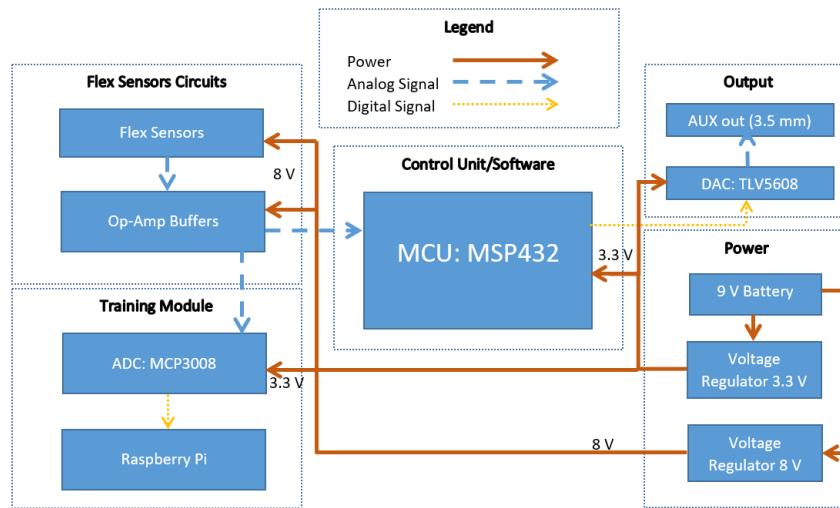 Legend
Power
Analog Signal
Digital Signal
Flex Sensors Circuits
Flex Sensors
8 V
Op-Amp Buffers
Training Module
ADC: MCP3008
3.3 V
Raspberry Pi
Control Unit/Software
MCU: MSP432
3.3 V
8 V
Output
AUX out (3.5 mm)
DAC: TLV5608
Power
9 V Battery
Voltage
Regulator 3.3 V
Voltage
Regulator 8 V